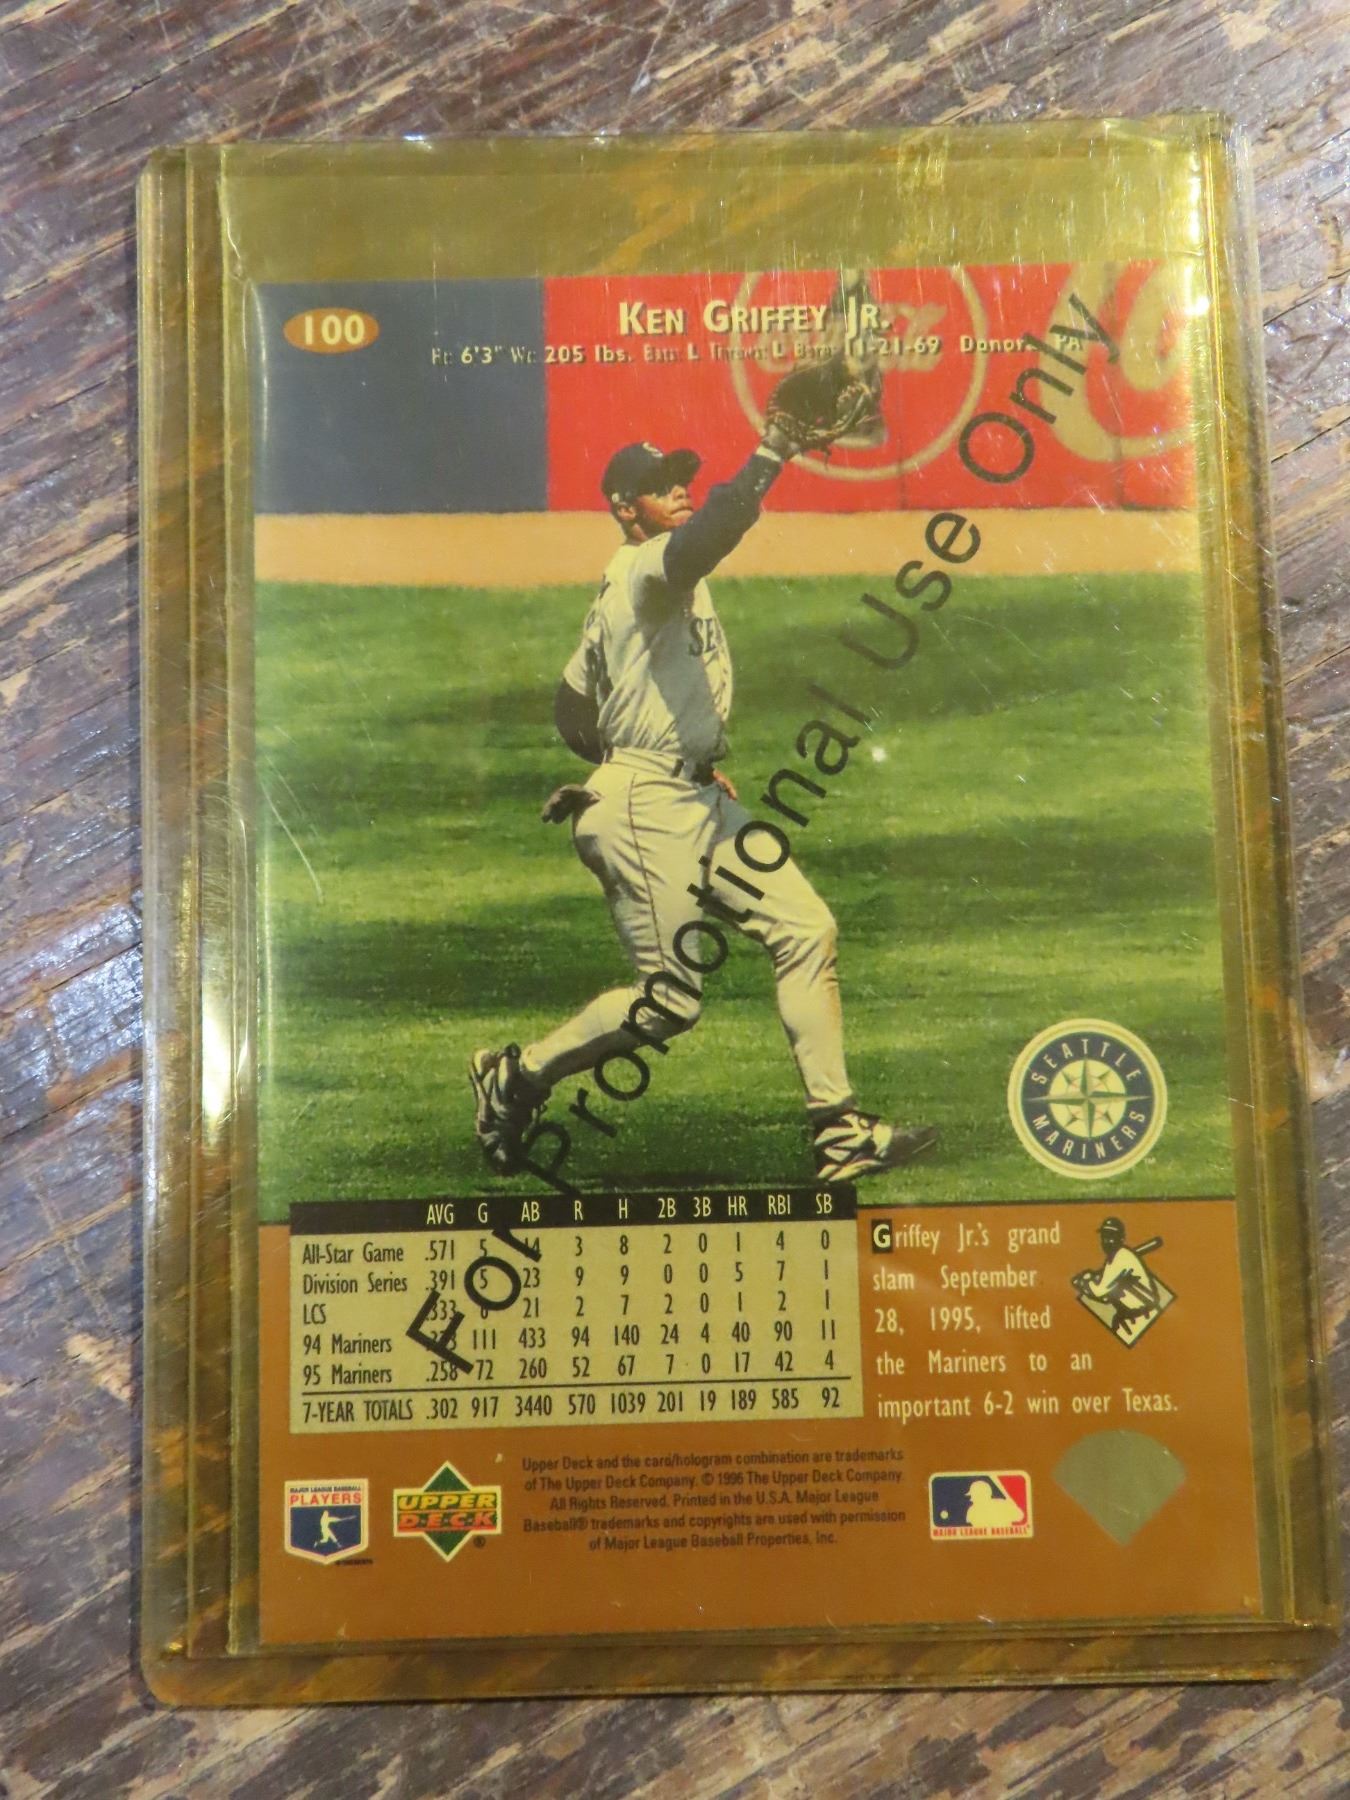 100
KEN GRIFFEY JR.
Ht: 6'3" Wt: 205 lbs. Bats: L Throws: L Born: 11-21-69 Donora, PA
For Promotional Use Only
SEATTLE MARINERS
AVG G AB R H 2B 3B HR RBI SB
All-Star Game .571 5 14 3 8 2 0 1 4 0
Division Series .391 5 23 9 9 0 0 5 7 1
LCS .333 6 21 2 7 2 0 1 2 1
94 Mariners 111 433 94 140 24 4 40 90 11
95 Mariners .258 72 260 52 67 7 0 17 42 4
7-YEAR TOTALS .302 917 3440 570 1039 201 19 189 585 92
Griffey Jr.'s grand
slam September
28, 1995, lifted
the Mariners to an
important 6-2 win over Texas.
MAJOR LEAGUE BASEBALL
PLAYERS
UPPER
DECK
®
Upper Deck and the card/hologram combination are trademarks
of The Upper Deck Company. © 1996 The Upper Deck Company.
All Rights Reserved. Printed in the U.S.A. Major League
Baseball® trademarks and copyrights are used with permission
of Major League Baseball Properties, Inc.
MAJOR LEAGUE BASEBALL